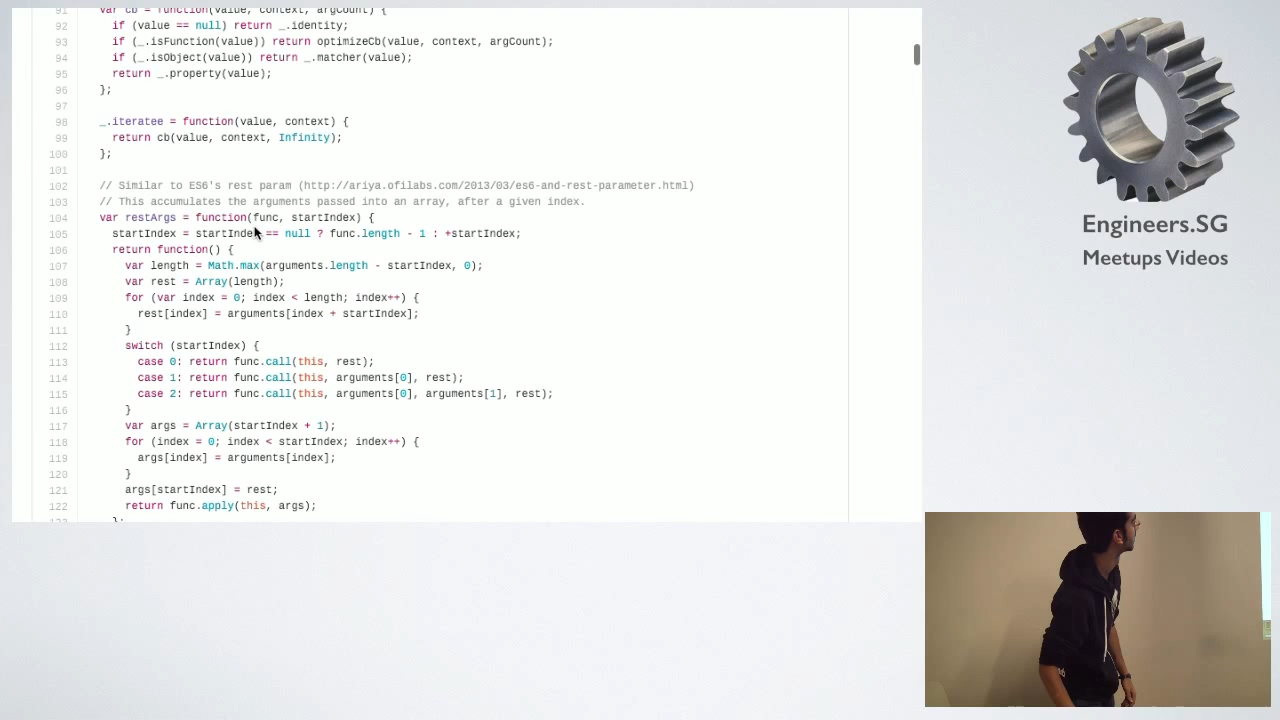 91 var cb = function(value, context, argCount) {
92 if (value == null) return _.identity;
93 if (_.isFunction(value)) return optimizeCb(value, context, argCount);
94 if (_.isObject(value)) return _.matcher(value);
95 return _.property(value);
96 };
97
98 _.iteratee = function(value, context) {
99 return cb(value, context, Infinity);
100 };
101
102 // Similar to ES6's rest param (http://ariya.ofilabs.com/2013/03/es6-and-rest-parameter.html)
103 // This accumulates the arguments passed into an array, after a given index.
104 var restArgs = function(func, startIndex) {
105 startIndex = startIndex == null ? func.length - 1 : +startIndex;
106 return function() {
107 var length = Math.max(arguments.length - startIndex, 0);
108 var rest = Array(length);
109 for (var index = 0; index < length; index++) {
110 rest[index] = arguments[index + startIndex];
111 }
112 switch (startIndex) {
113 case 0: return func.call(this, rest);
114 case 1: return func.call(this, arguments[0], rest);
115 case 2: return func.call(this, arguments[0], arguments[1], rest);
116 }
117 var args = Array(startIndex + 1);
118 for (index = 0; index < startIndex; index++) {
119 args[index] = arguments[index];
120 }
121 args[startIndex] = rest;
122 return func.apply(this, args);
123 };
Engineers.SG
Meetups Videos